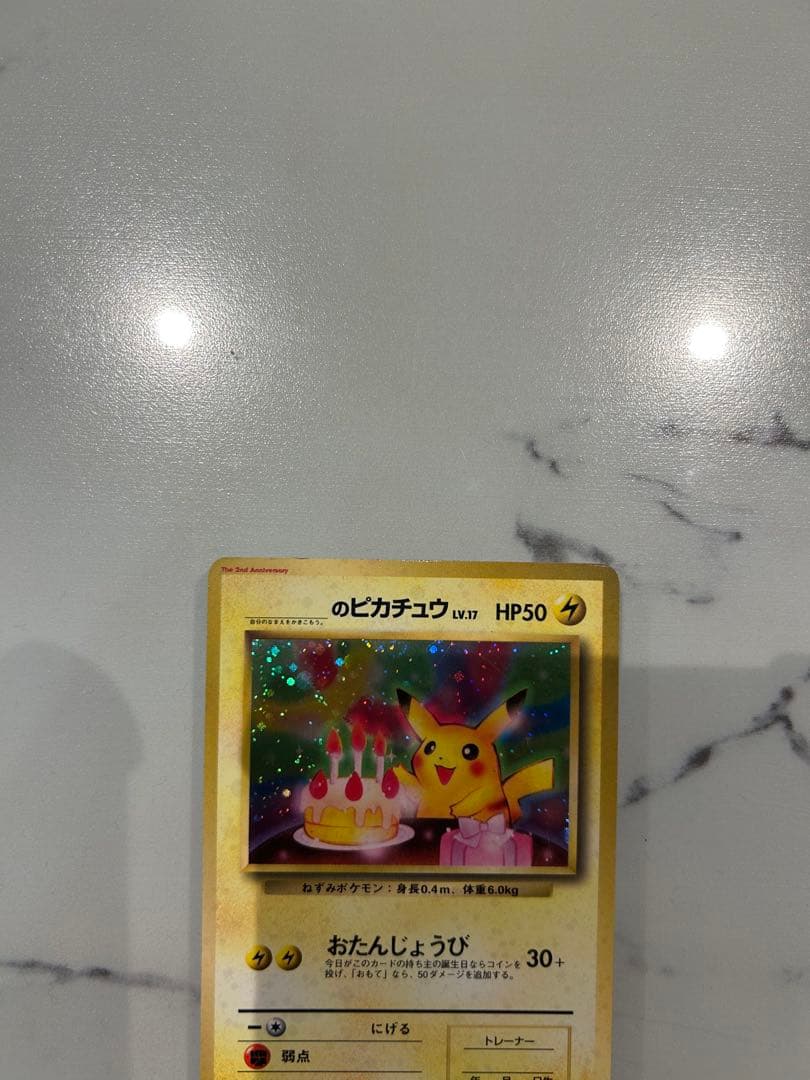 The 2nd Anniversary
のピカチュウ LV.17 HP50
自分のなまえをかきこもう。
ねずみポケモン：身長0.4m、体重6.0kg
おたんじょうび 30+
今日がこのカードの持ち主の誕生日ならコインを
投げ、「おもて」なら、50ダメージを追加する。
にげる
弱点
トレーナー